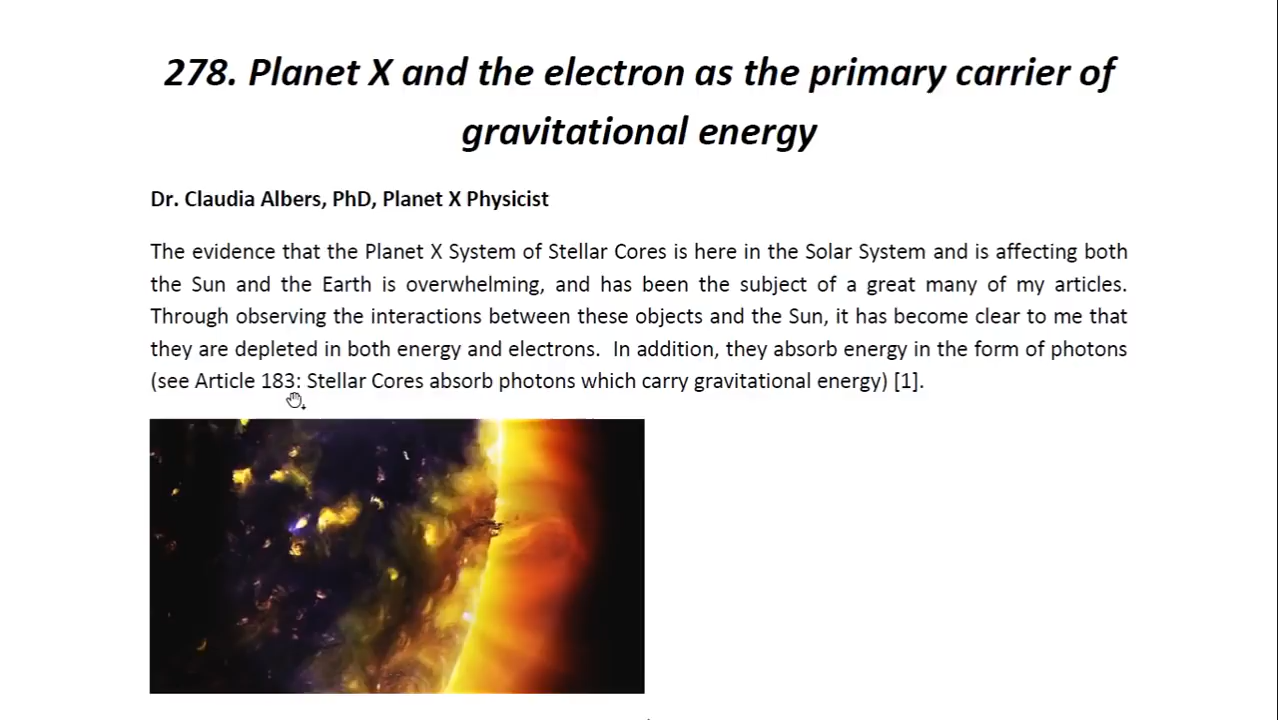 278. Planet X and the electron as the primary carrier of
gravitational energy
Dr. Claudia Albers, PhD, Planet X Physicist
The evidence that the Planet X System of Stellar Cores is here in the Solar System and is affecting both
the Sun and the Earth is overwhelming, and has been the subject of a great many of my articles.
Through observing the interactions between these objects and the Sun, it has become clear to me that
they are depleted in both energy and electrons. In addition, they absorb energy in the form of photons
(see Article 183: Stellar Cores absorb photons which carry gravitational energy) [1].